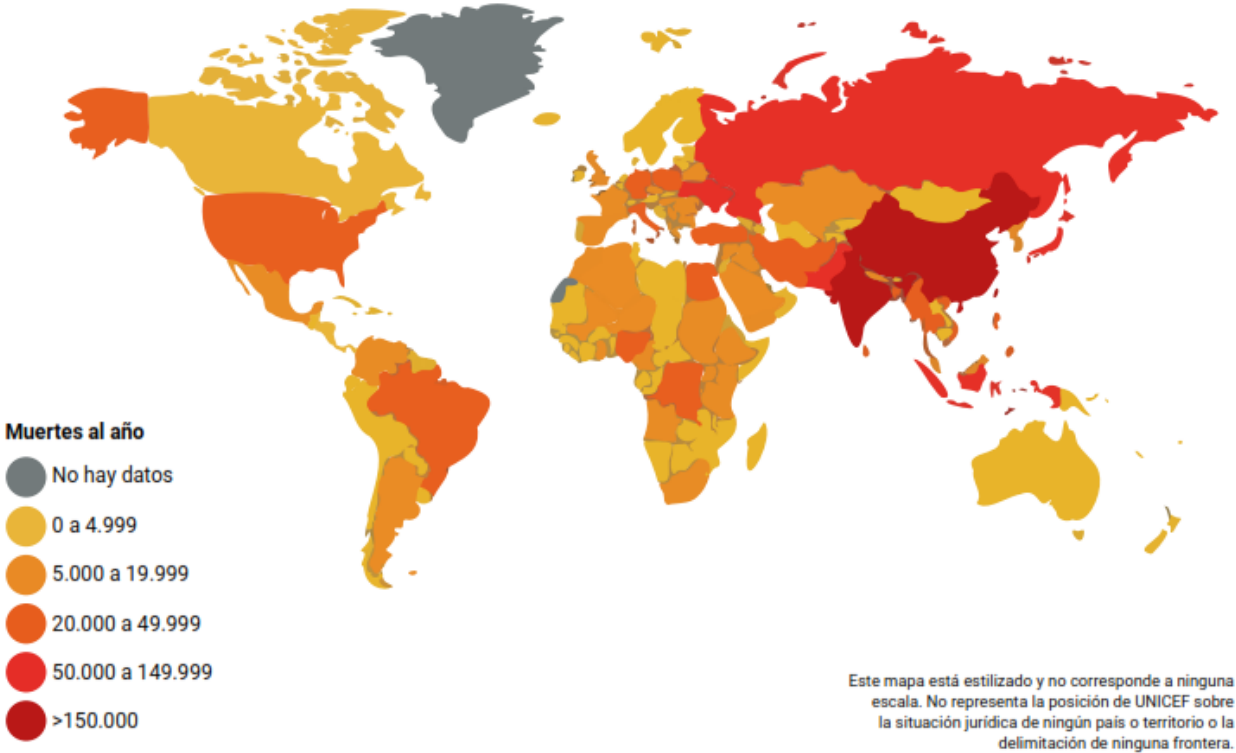 Muertes al año
No hay datos
0 a 4.999
5.000 a 19.999
20.000 a 49.999
50.000 a 149.999
>150.000
Este mapa está estilizado y no corresponde a ninguna
escala. No representa la posición de UNICEF sobre
la situación jurídica de ningún país o territorio o la
delimitación de ninguna frontera.